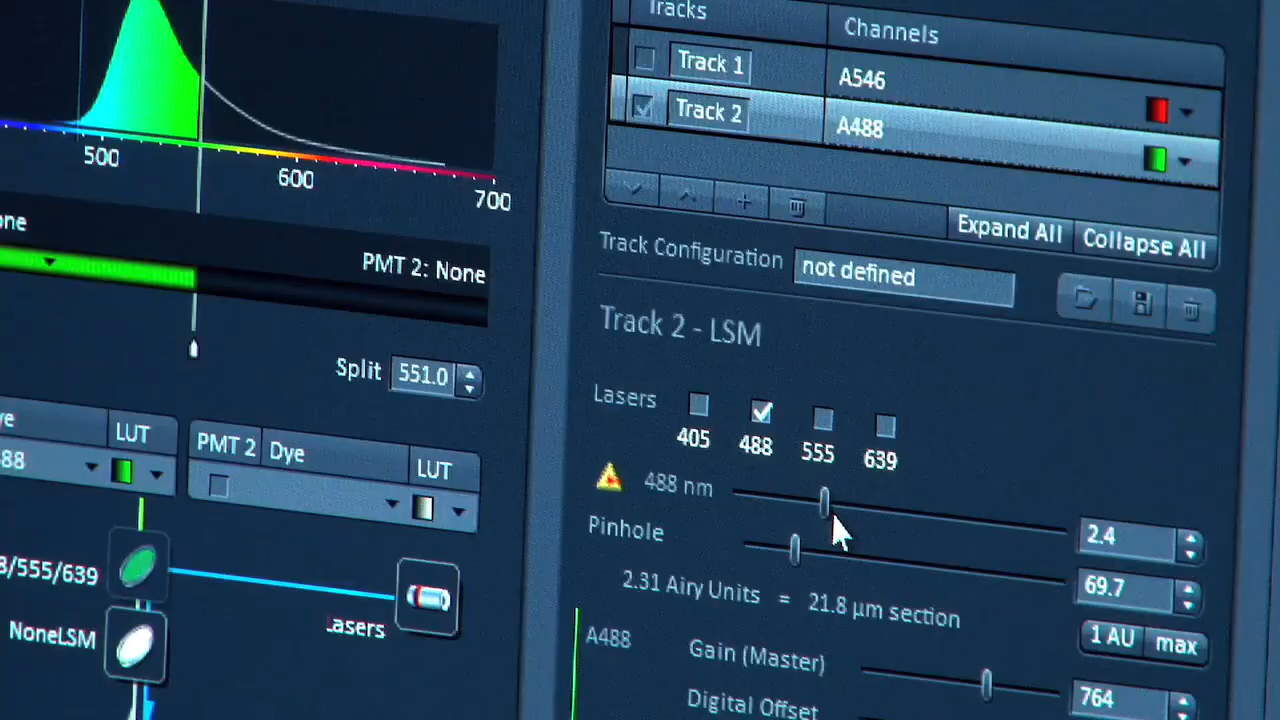 Tracks
Channels
Track 1
A546
Track 2
A488
Expand All
Collapse All
Track Configuration
not defined
Track 2 - LSM
Lasers
405
488
555
639
488 nm
2.4
Pinhole
69.7
2.31 Airy Units = 21.8 µm section
1 AU
max
A488
Gain (Master)
764
Digital Offset
500
600
700
one
PMT 2: None
Split
551.0
LUT
88
PMT 2
Dye
LUT
8/555/639
NoneLSM
Lasers